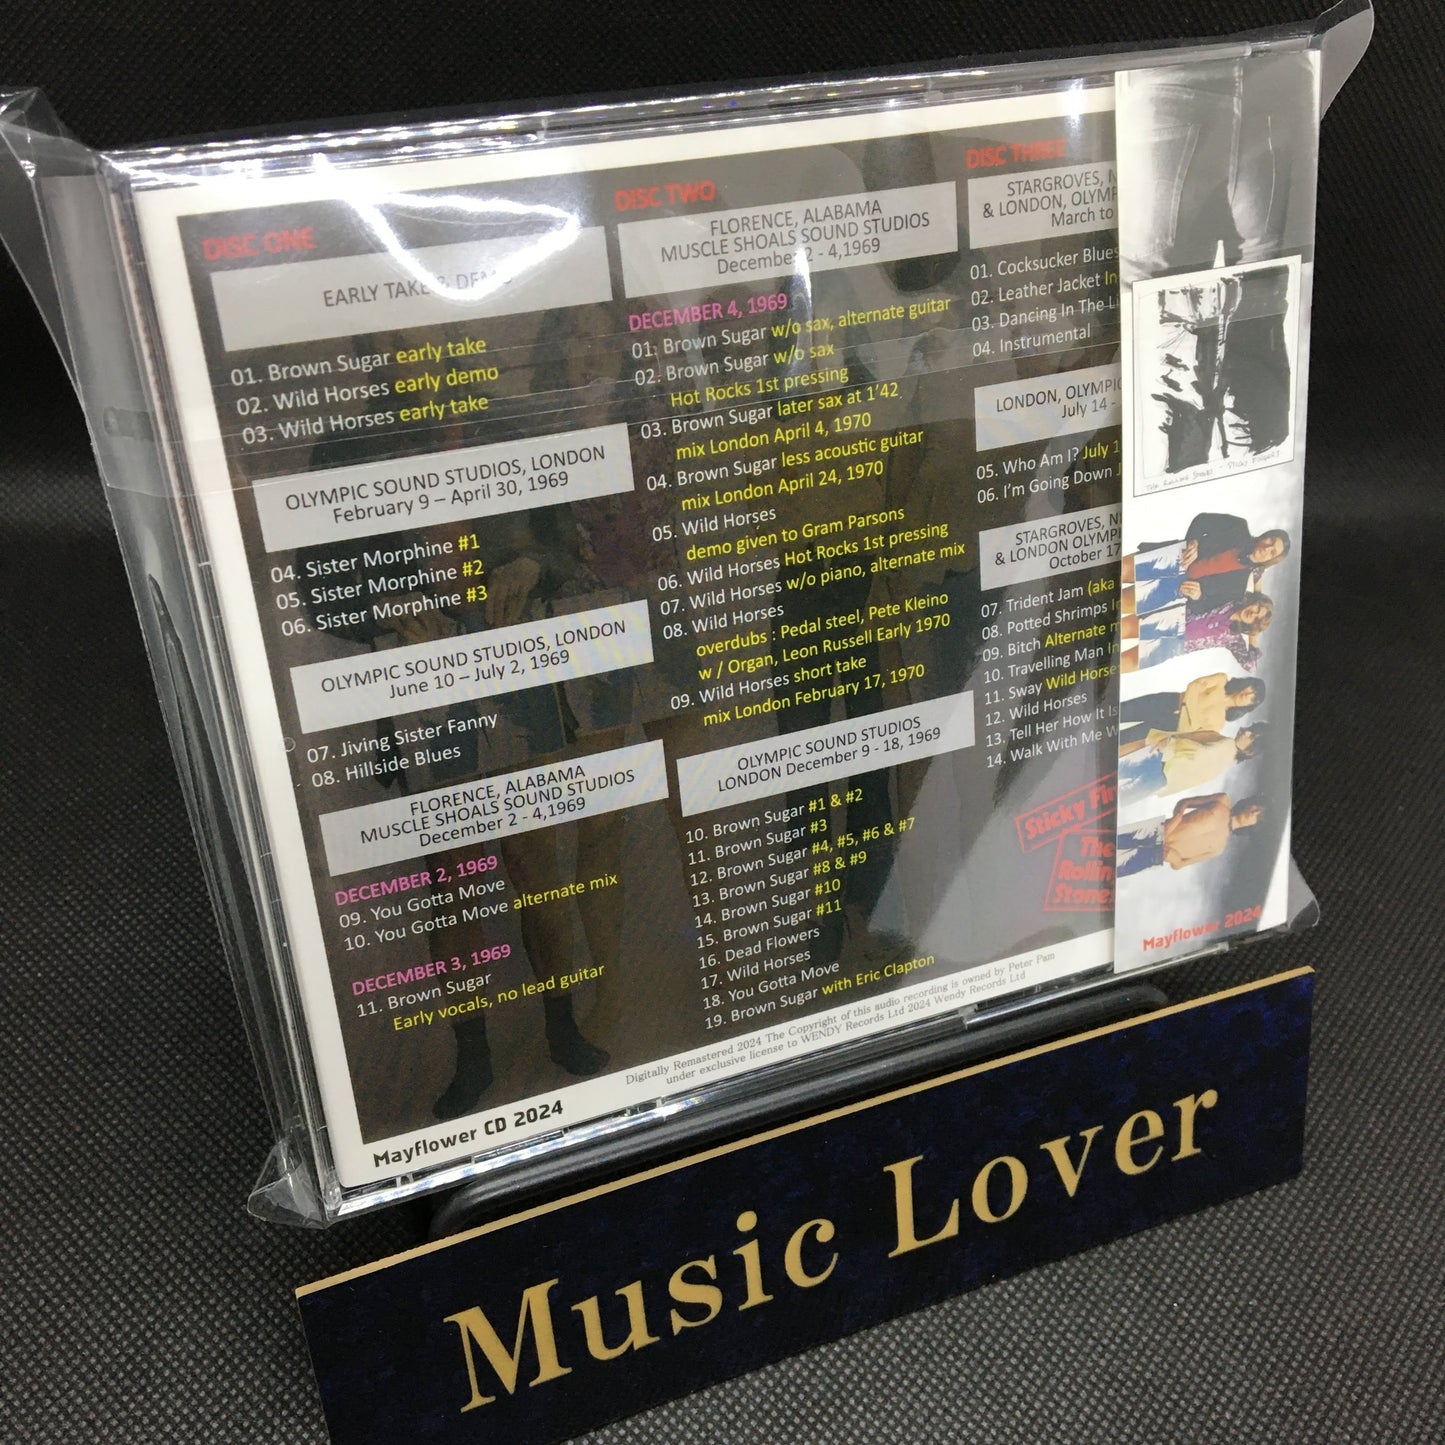 DISC ONE
EARLY TAKE & DEMO
01. Brown Sugar early take
02. Wild Horses early demo
03. Wild Horses early take
OLYMPIC SOUND STUDIOS, LONDON
February 9 – April 30, 1969
04. Sister Morphine #1
05. Sister Morphine #2
06. Sister Morphine #3
OLYMPIC SOUND STUDIOS, LONDON
June 10 – July 2, 1969
07. Jiving Sister Fanny
08. Hillside Blues
FLORENCE, ALABAMA
MUSCLE SHOALS SOUND STUDIOS
December 2 - 4,1969
DECEMBER 2, 1969
09. You Gotta Move
10. You Gotta Move alternate mix
DECEMBER 3, 1969
11. Brown Sugar
Early vocals, no lead guitar
DISC TWO
FLORENCE, ALABAMA
MUSCLE SHOALS SOUND STUDIOS
December 2 - 4,1969
DECEMBER 4, 1969
01. Brown Sugar w/o sax, alternate guitar
02. Brown Sugar w/o sax
Hot Rocks 1st pressing
03. Brown Sugar later sax at 1'42
mix London April 4, 1970
04. Brown Sugar less acoustic guitar
mix London April 24, 1970
05. Wild Horses
demo given to Gram Parsons
06. Wild Horses Hot Rocks 1st pressing
07. Wild Horses w/o piano, alternate mix
08. Wild Horses
overdubs : Pedal steel, Pete Kleino
w / Organ, Leon Russell Early 1970
09. Wild Horses short take
mix London February 17, 1970
OLYMPIC SOUND STUDIOS
LONDON December 9 - 18, 1969
10. Brown Sugar #1 & #2
11. Brown Sugar #3
12. Brown Sugar #4, #5, #6 & #7
13. Brown Sugar #8 & #9
14. Brown Sugar #10
15. Brown Sugar #11
16. Dead Flowers
17. Wild Horses
18. You Gotta Move
19. Brown Sugar with Eric Clapton
DISC THREE
STARGROVES, N
& LONDON, OLYMP
March to
01. Cocksucker Blues
02. Leather Jacket In
03. Dancing In The Li
04. Instrumental
LONDON, OLYMPIC
July 14 -
05. Who Am I? July 1
06. I'm Going Down J
STARGROVES, N
& LONDON OLYMP
October 17
07. Trident Jam (aka
08. Potted Shrimps I
09. Bitch Alternate m
10. Travelling Man In
11. Sway Wild Horse
12. Wild Horses
13. Tell Her How It Is
14. Walk With Me W
Sticky Fin
The
Rollin
Stones
Digitally Remastered 2024 The Copyright of this audio recording is owned by Peter Pam
under exclusive license to WENDY Records Ltd 2024 Wendy Records Ltd
Mayflower CD 2024
THE ROLLING STONES - STICKY FINGERS
Mayflower 2024
Music Lover